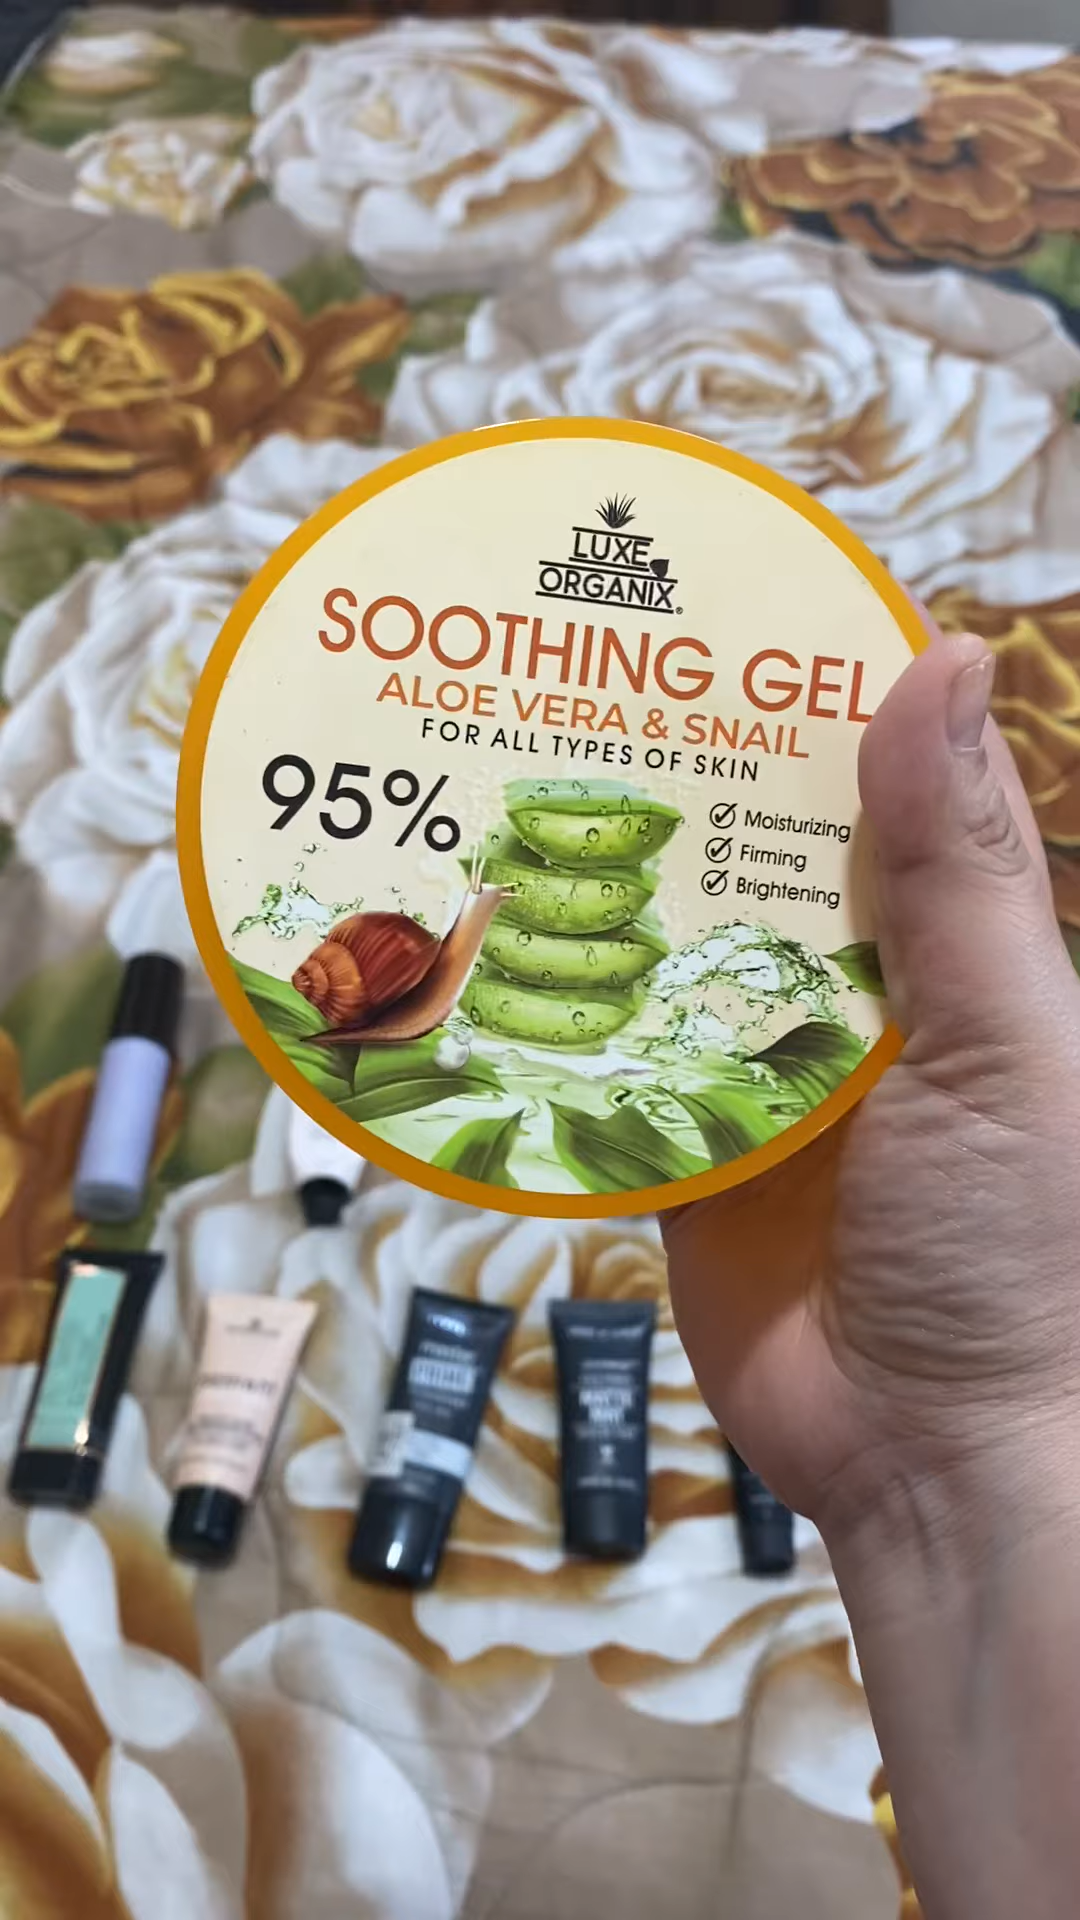 LUXE
ORGANIX®
SOOTHING GEL
ALOE VERA & SNAIL
FOR ALL TYPES OF SKIN
95%
Moisturizing
Firming
Brightening